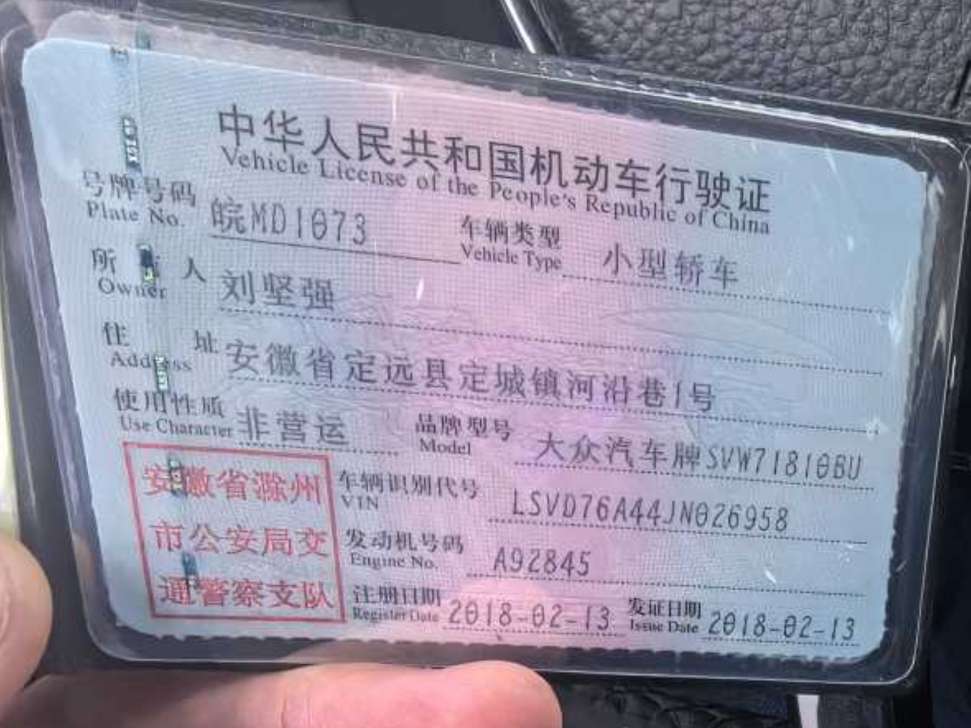 中华人民共和国机动车行驶证
Vehicle License of the People's Republic of China
号牌号码 皖MD1073 车辆类型 小型轿车
Plate No. Vehicle Type
所有人 刘坚强
Owner
住址 安徽省定远县定城镇河沿巷1号
Address
使用性质 非营运 品牌型号 大众汽车牌SVW71810BU
Use Character Model
安徽省滁州 车辆识别代号 LSVD76A44JN026958
VIN
市公安局交 发动机号码 A92845
Engine No.
通警察支队 注册日期 2018-02-13 发证日期 2018-02-13
Register Date Issue Date